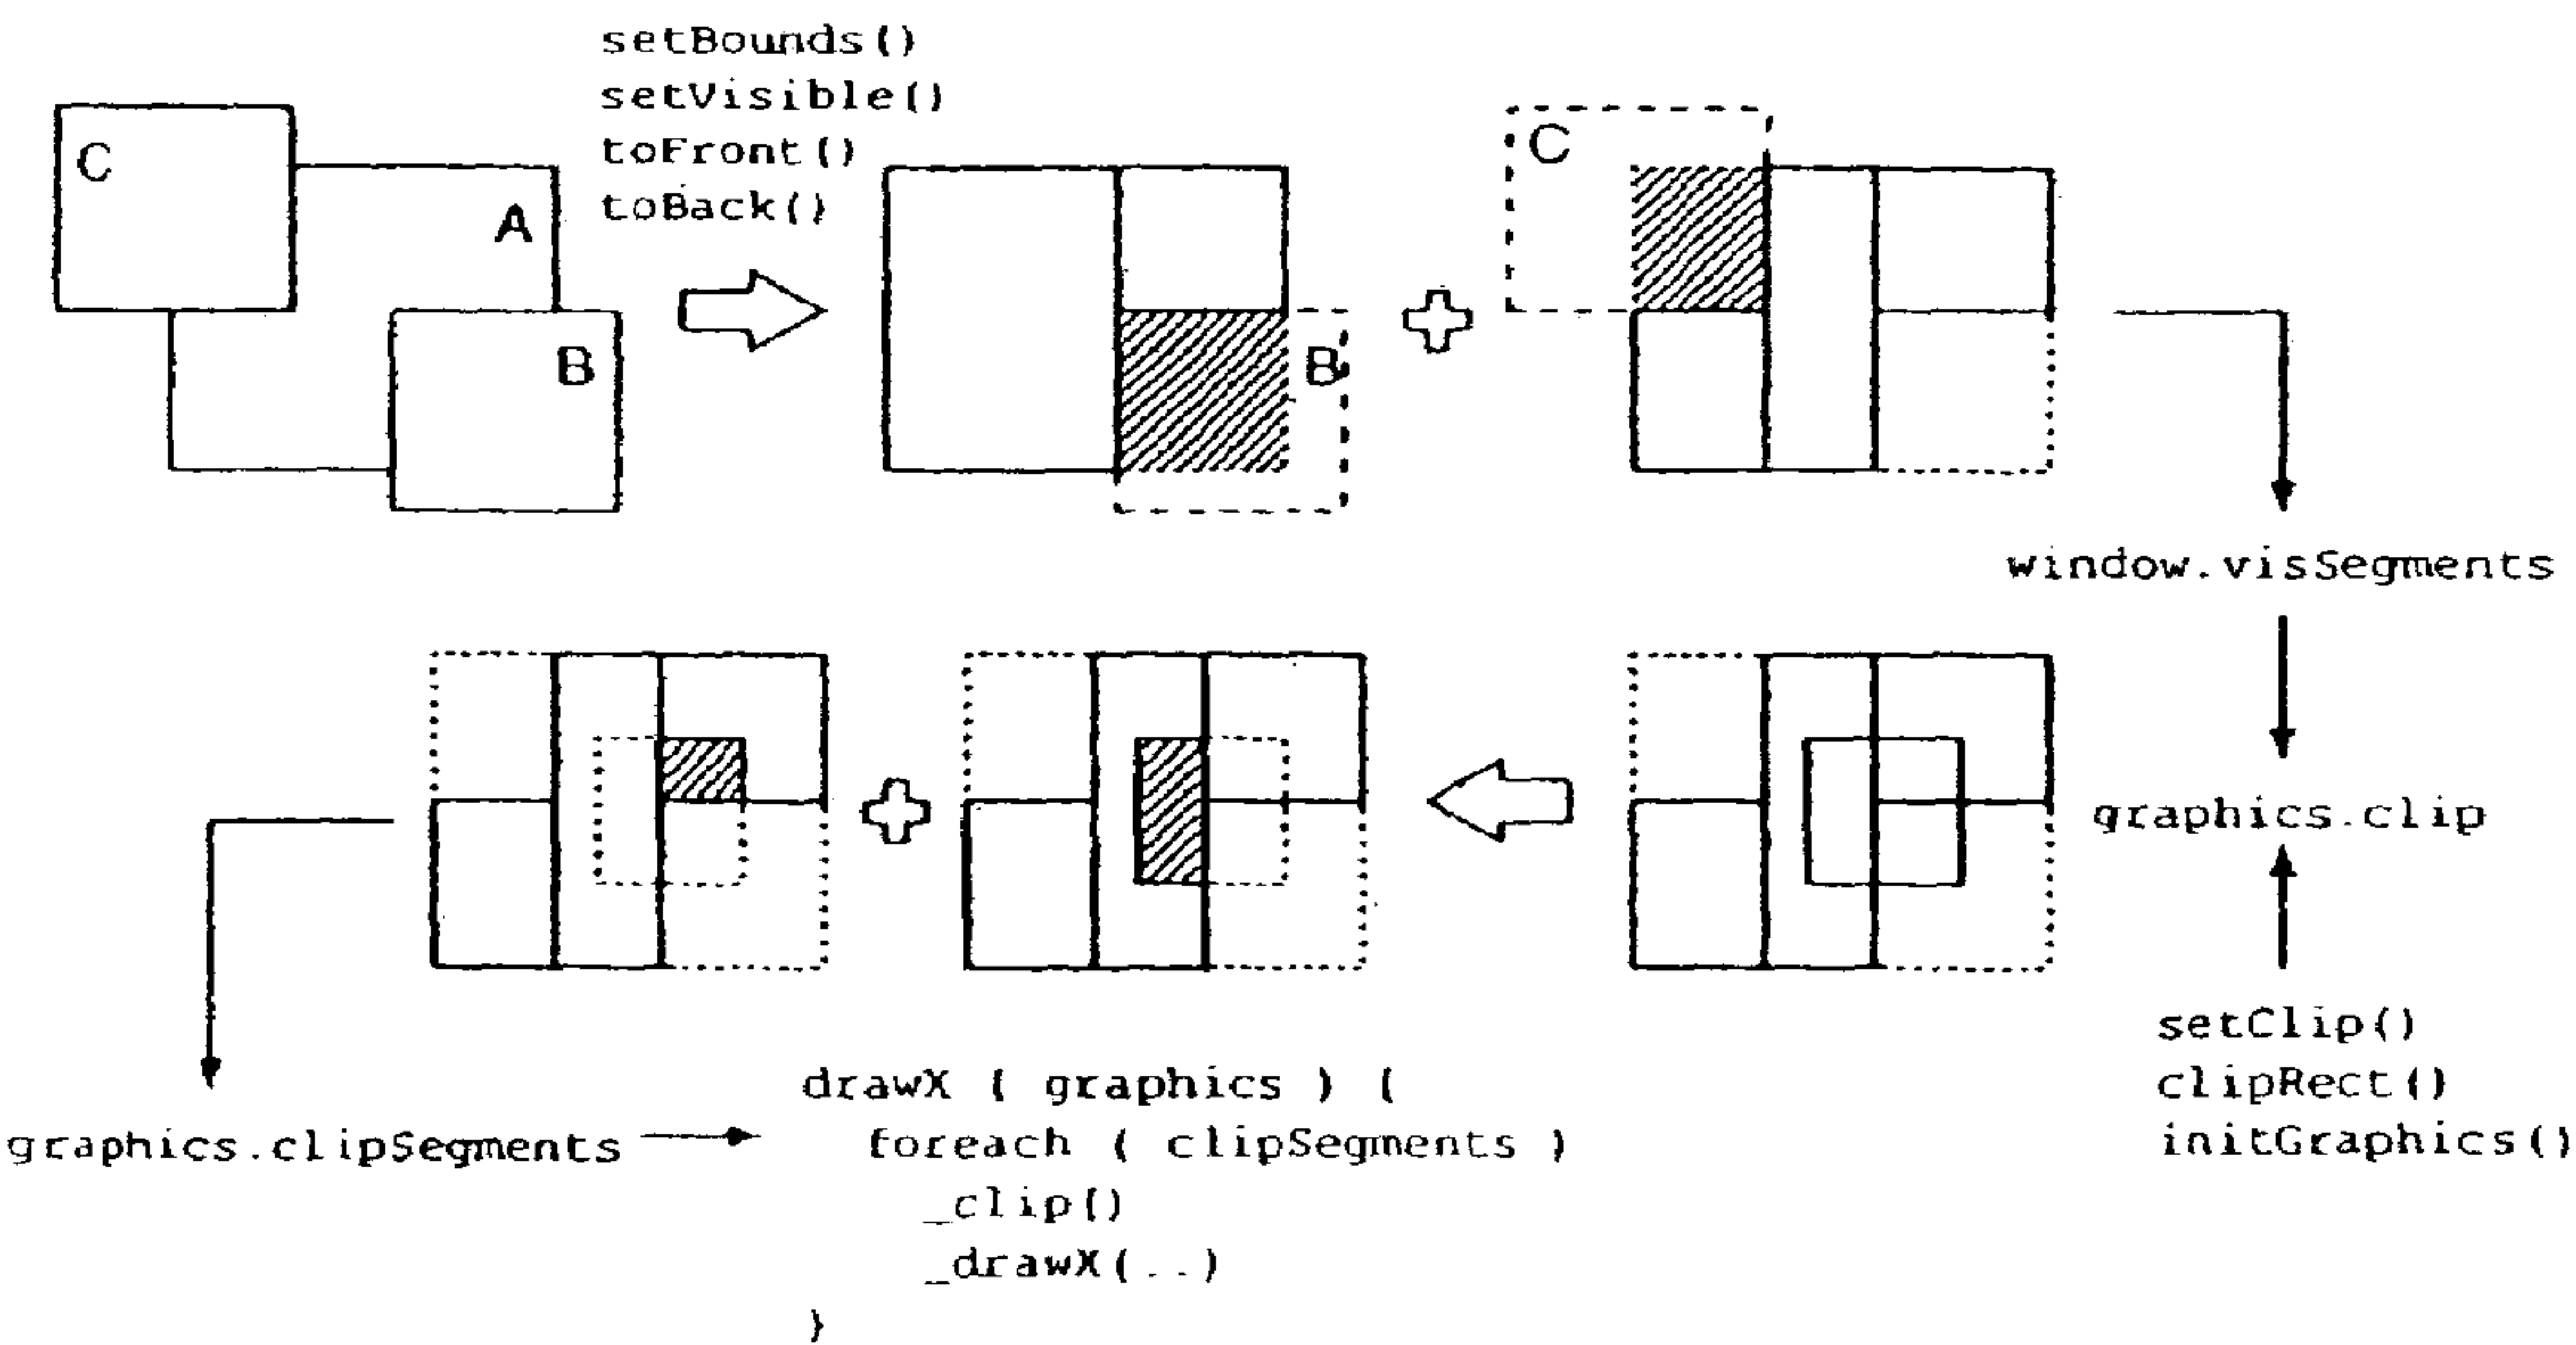 setBounds()
setVisible()
toFront()
toBack()
C
A
B
B
C
window.visSegments
graphics.clip
setClip()
clipRect()
initGraphics()
graphics.clipSegments
drawX ( graphics ) {
foreach ( clipSegments )
_clip()
_drawX(..)
}